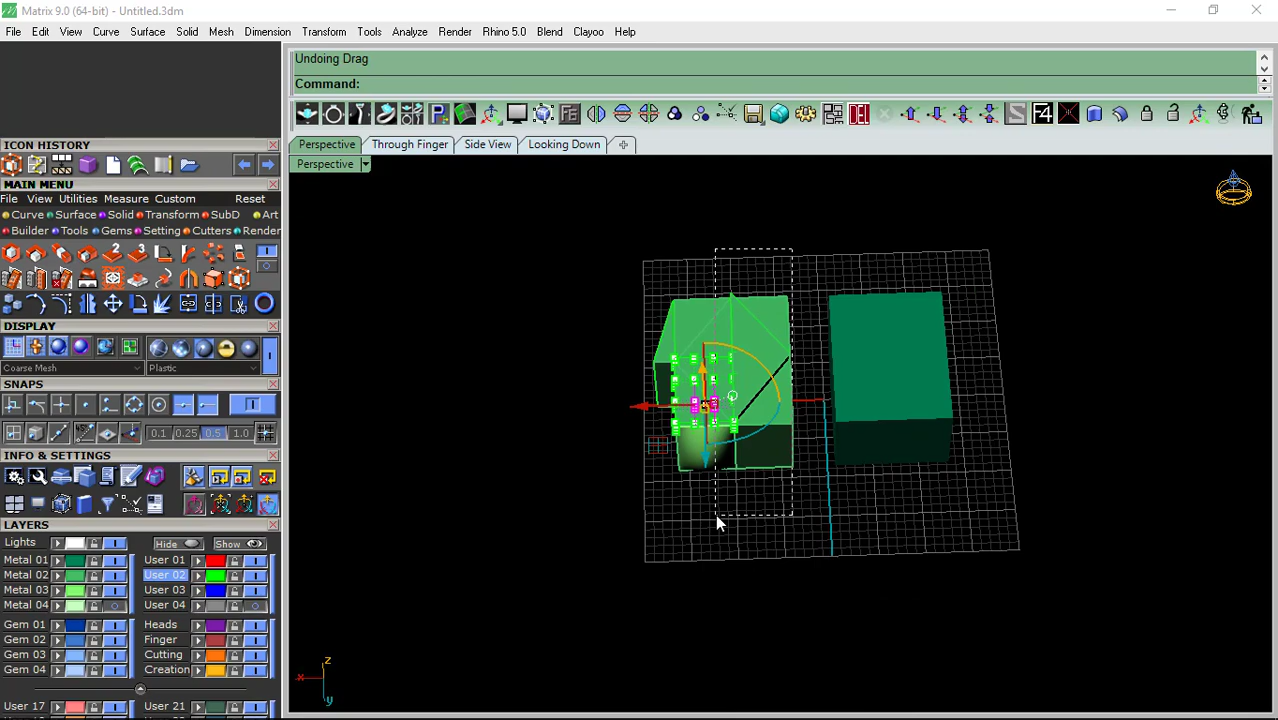 Matrix 9.0 (64-bit) - Untitled.3dm
File Edit View Curve Surface Solid Mesh Dimension Transform Tools Analyze Render Rhino 5.0 Blend Clayoo Help
Undoing Drag
Command:
Perspective Through Finger Side View Looking Down
Perspective
ICON HISTORY
MAIN MENU
File View Utilities Measure Custom Reset
Curve Surface Solid Transform SubD Art
Builder Tools Gems Setting Cutters Render
DISPLAY
Coarse Mesh Plastic
SNAPS
0.1 0.25 0.5 1.0
INFO & SETTINGS
LAYERS
Lights Hide Show
Metal 01 User 01
Metal 02 User 02
Metal 03 User 03
Metal 04 User 04
Gem 01 Heads
Gem 02 Finger
Gem 03 Cutting
Gem 04 Creation
User 17 User 21
F4
DEL
z
x
y